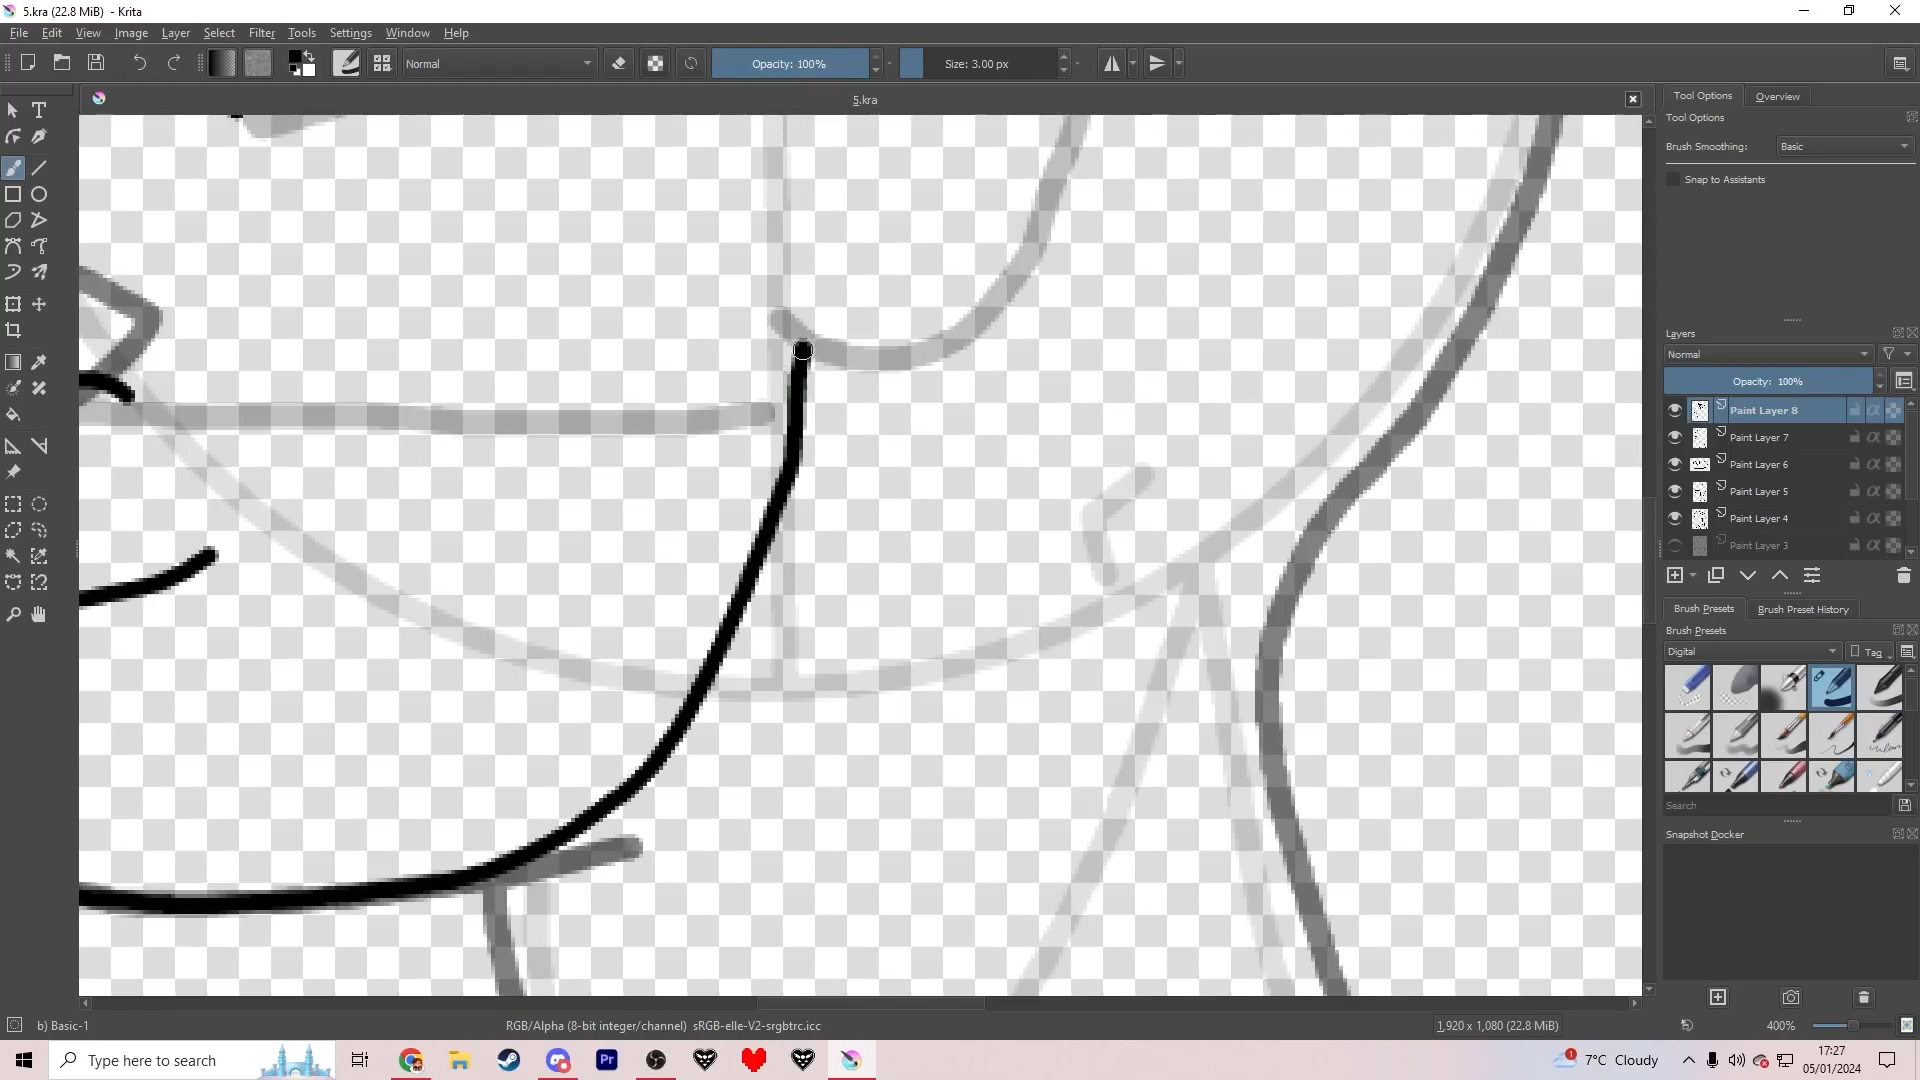 5.kra (22.8 MiB) - Krita
File Edit View Image Layer Select Filter Tools Settings Window Help
Normal Opacity: 100% Size: 3.00 px
5.kra
Tool Options Overview
Tool Options
Brush Smoothing: Basic
Snap to Assistants
Layers
Normal
Opacity: 100%
Paint Layer 8
Paint Layer 7
Paint Layer 6
Paint Layer 5
Paint Layer 4
Paint Layer 3
Brush Presets Brush Preset History
Brush Presets
Digital Tag
Search
Snapshot Docker
b) Basic-1 RGB/Alpha (8-bit integer/channel) sRGB-elle-V2-srgbtrc.icc 1,920 x 1,080 (22.8 MiB) 400%
Type here to search Pr 1 7°C Cloudy 17:27
05/01/2024